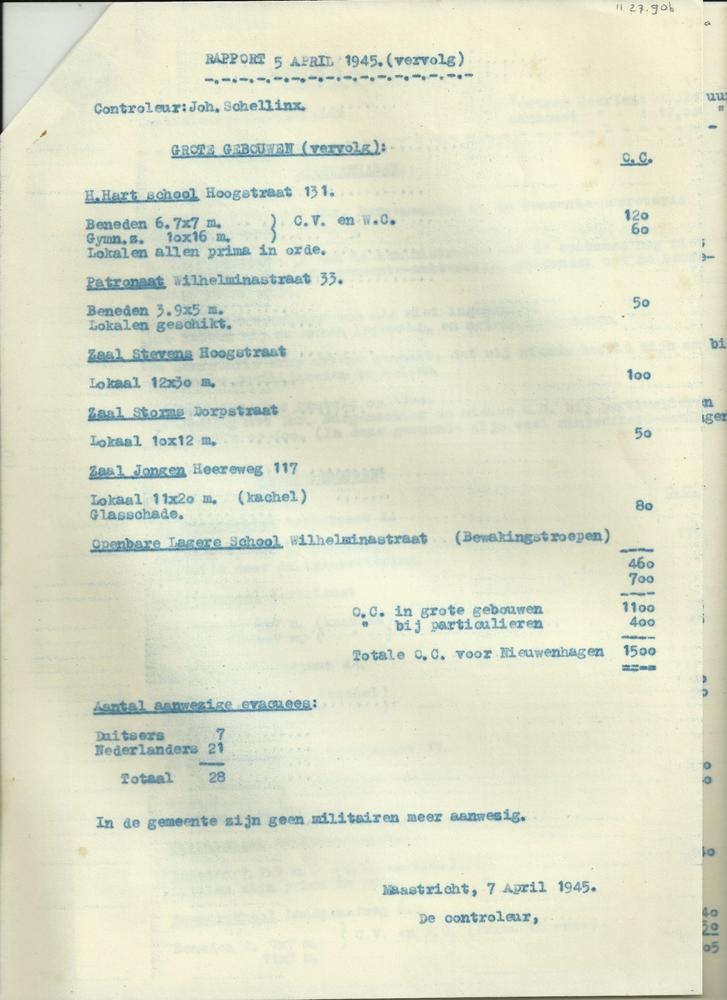 11 27.906
RAPPORT 5 APRIL 1945.(vervolg)
Controleur:Joh. Schellinx.
GROTE GEBOUWEN (vervolg):
O.C.
H.Hart school Hoogstraat 131.
Beneden 6.7x7 m. ) C.V. en W.C. 120
Gymn.z. 1ox16 m. ) 60
Lokalen allen prima in orde.
Patronaat Wilhelminastraat 33.
Beneden 3.9x5 m. 50
Lokalen geschikt.
Zaal Stevens Hoogstraat
Lokaal 12x30 m. 100
Zaal Storms Dorpstraat
Lokaal 1ox12 m. 50
Zaal Jongen Heereweg 117
Lokaal 11x20 m. (kachel) 80
Glasschade.
Openbare Lagere School Wilhelminastraat (Bewakingstroepen)
460
700
O.C. in grote gebouwen 1100
" bij particulieren 400
Totale O.C. voor Nieuwenhagen 1500
Aantal aanwezige evacuees:
Duitsers 7
Nederlanders 21
Totaal 28
In de gemeente zijn geen militairen meer aanwezig.
Maastricht, 7 April 1945.
De controleur,